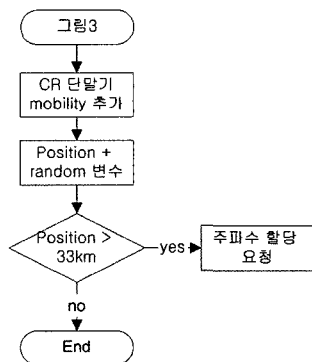 그림3
CR 단말기
mobility 추가
Position +
random 변수
Position >
33km
yes
주파수 할당
요청
no
End